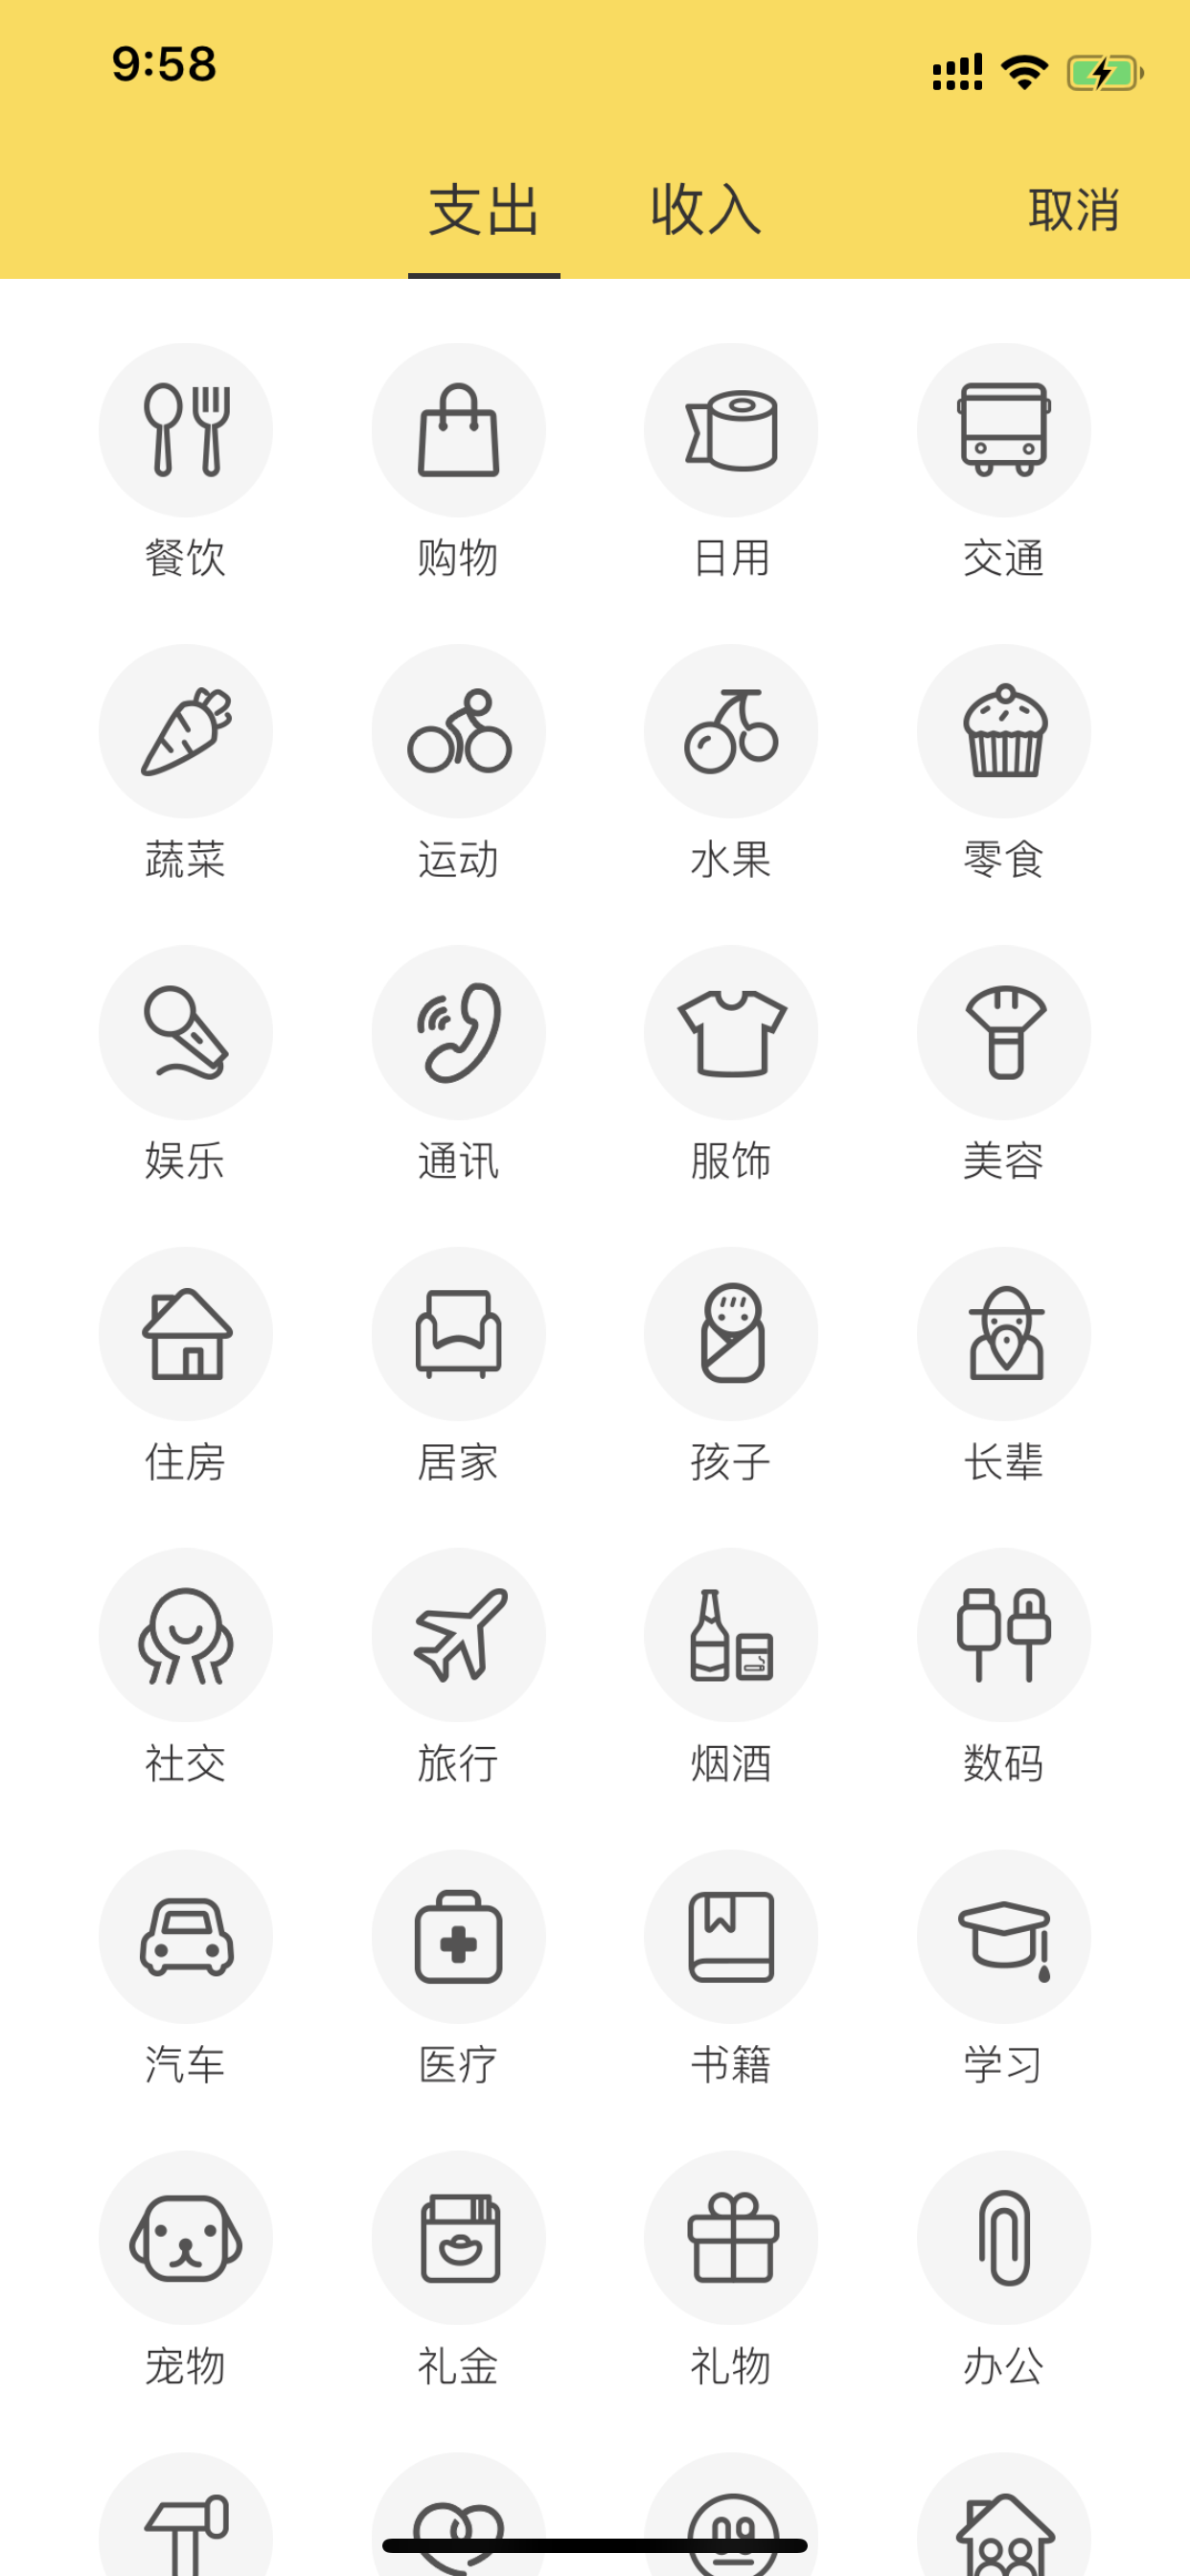 9:58
支出 收入 取消
餐饮 购物 日用 交通
蔬菜 运动 水果 零食
娱乐 通讯 服饰 美容
住房 居家 孩子 长辈
社交 旅行 烟酒 数码
汽车 医疗 书籍 学习
宠物 礼金 礼物 办公